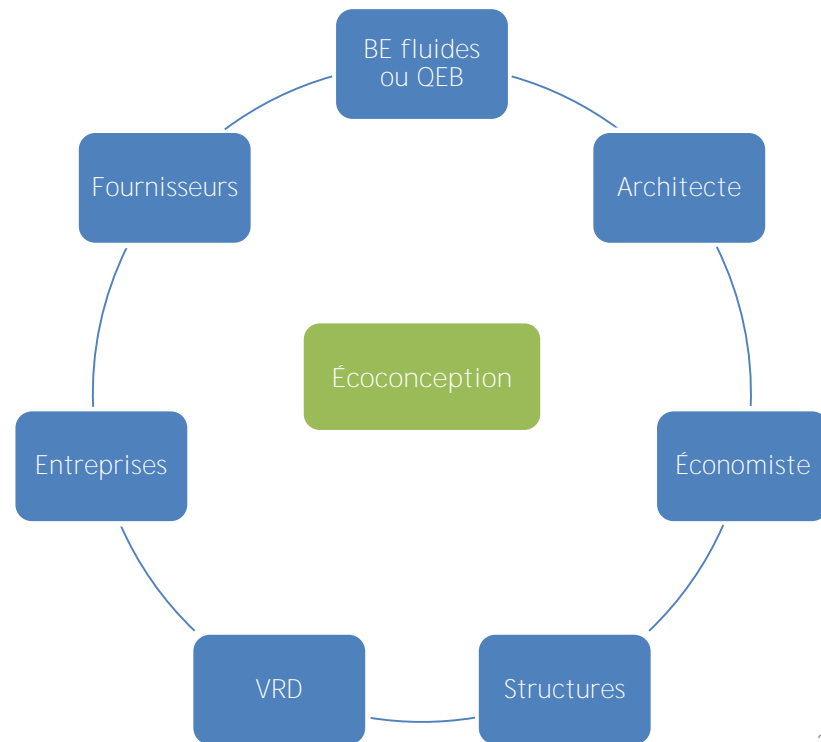 BE fluides
ou QEB
Fournisseurs
Architecte
Écoconception
Entreprises
Économiste
VRD
Structures